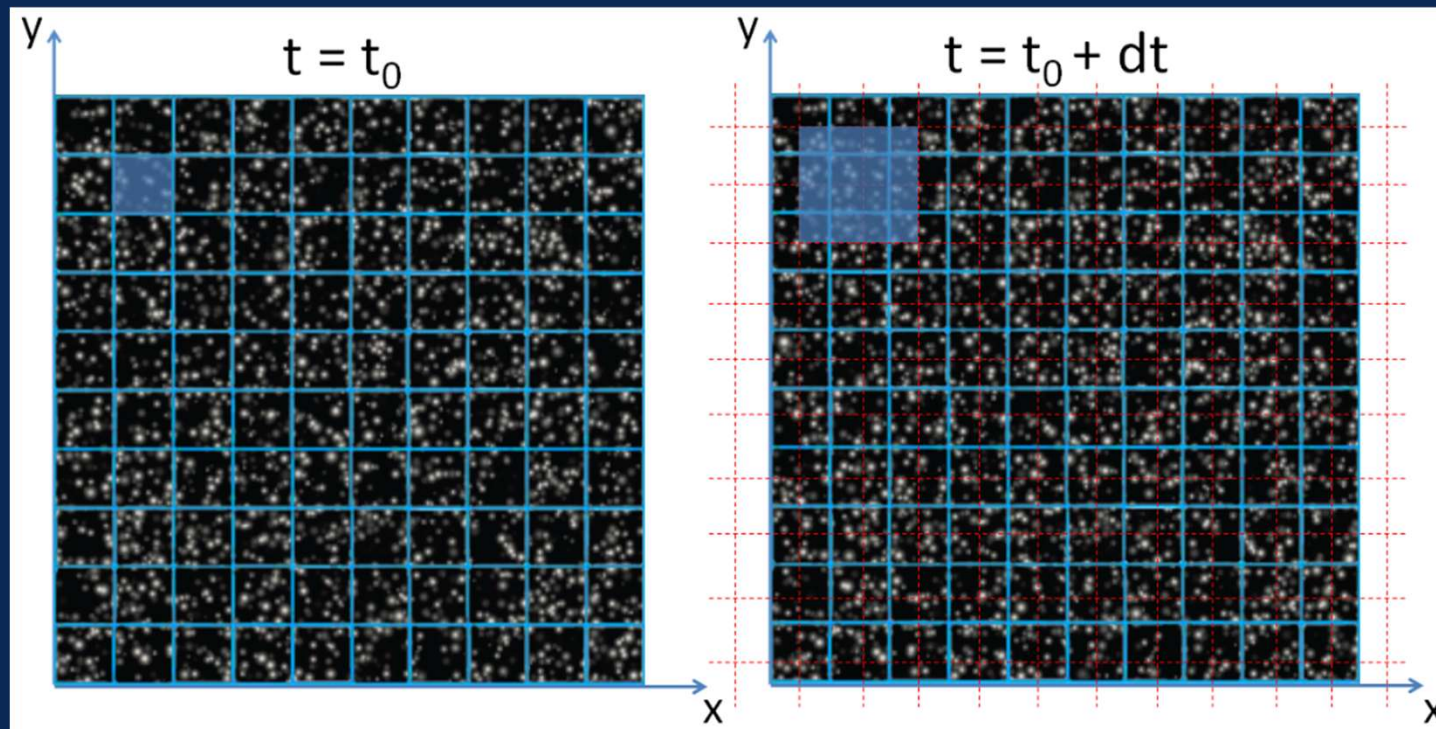 y
t = t₀
x
y
t = t₀ + dt
x